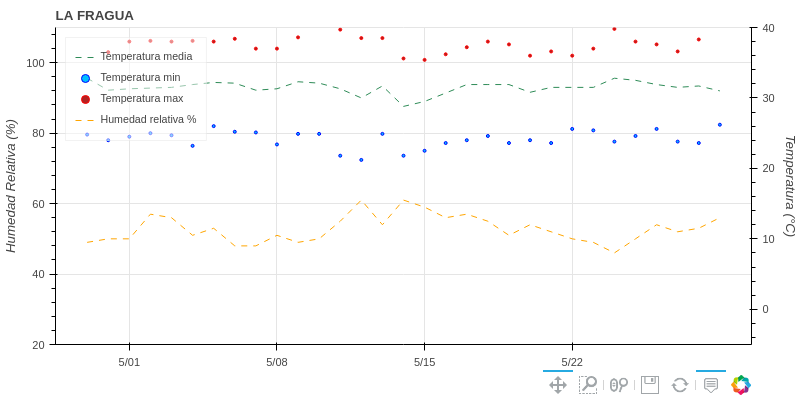 LA FRAGUA
Temperatura media
Temperatura min
Temperatura max
Humedad relativa %
Humedad Relativa (%)
100
80
60
40
20
40
30
20
10
0
Temperatura (°C)
5/01
5/08
5/15
5/22